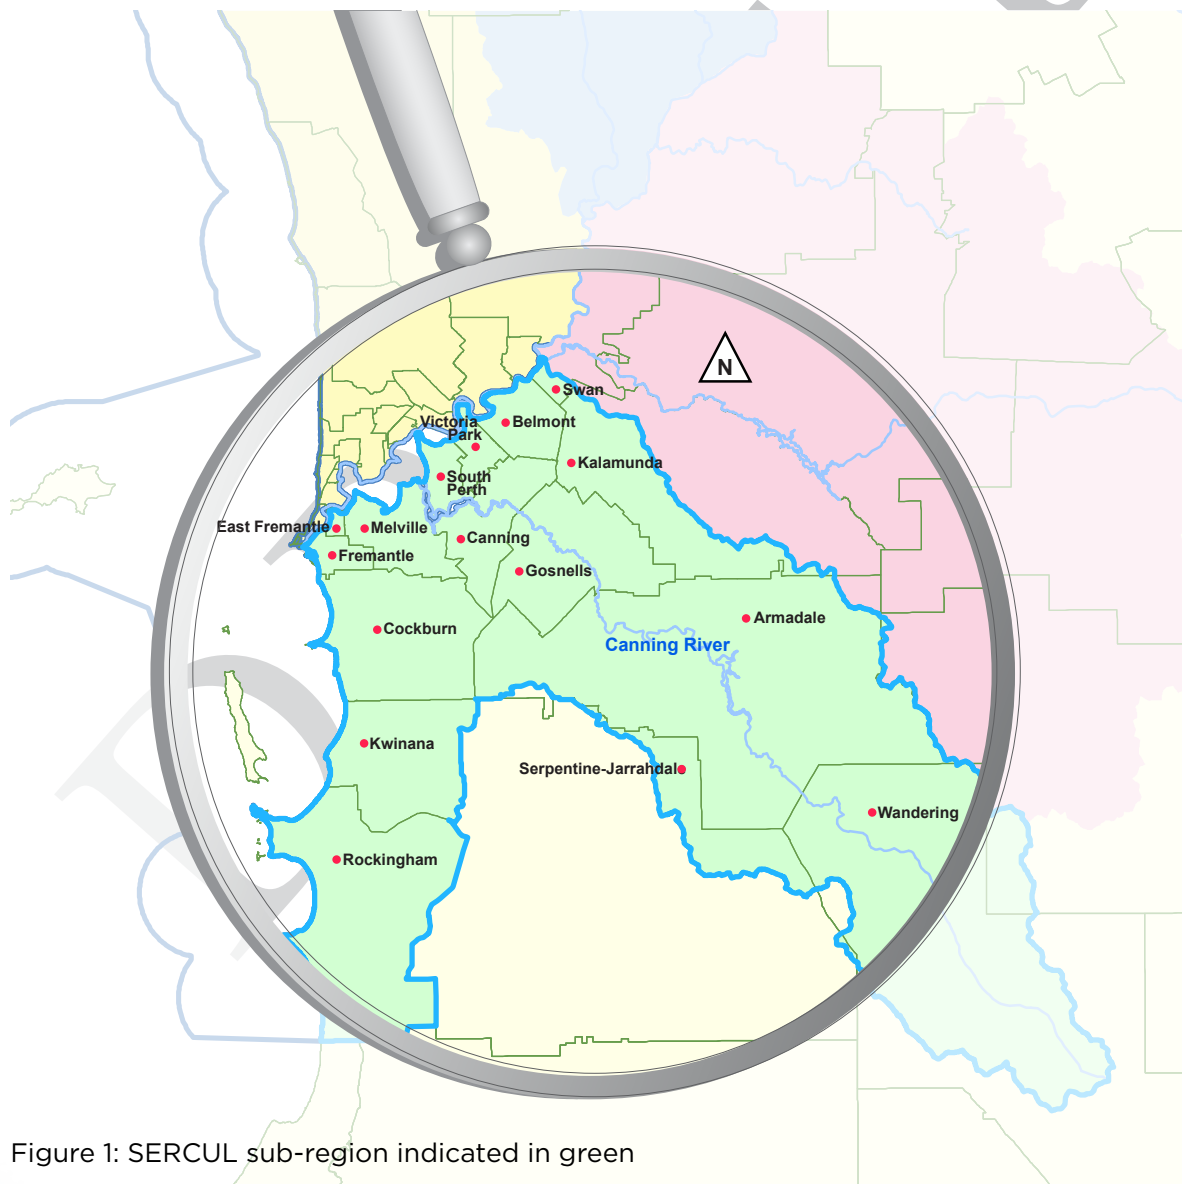 N
Swan
Victoria
Park
Belmont
Kalamunda
South
Perth
East Fremantle
Melville
Canning
Fremantle
Gosnells
Armadale
Cockburn
Canning River
Kwinana
Serpentine-Jarrahdale
Wandering
Rockingham
Figure 1: SERCUL sub-region indicated in green